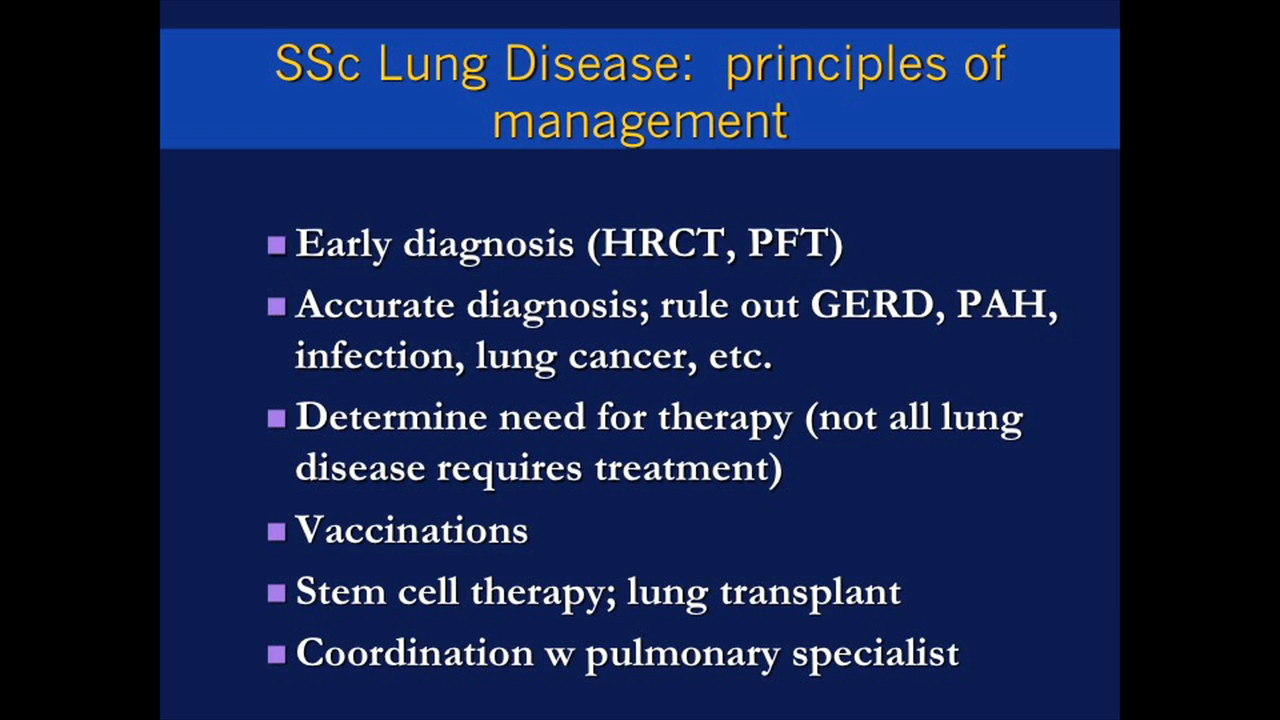 SSc Lung Disease: principles of
management
Early diagnosis (HRCT, PFT)
Accurate diagnosis; rule out GERD, PAH,
infection, lung cancer, etc.
Determine need for therapy (not all lung
disease requires treatment)
Vaccinations
Stem cell therapy; lung transplant
Coordination w pulmonary specialist